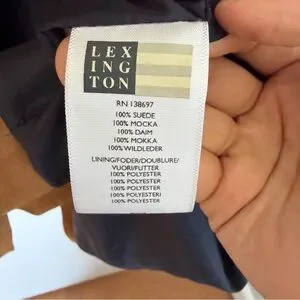 LEX
ING
TON
RN 138697
100% SUEDE
100% MOCKA
100% DAIM
100% MOKKA
100% WILDLEDER
LINING/FODER/DOUBLURE/
VUORI/FUTTER
100% POLYESTER
100% POLYESTER
100% POLYESTER
100% POLYESTERI
100% POLYESTER